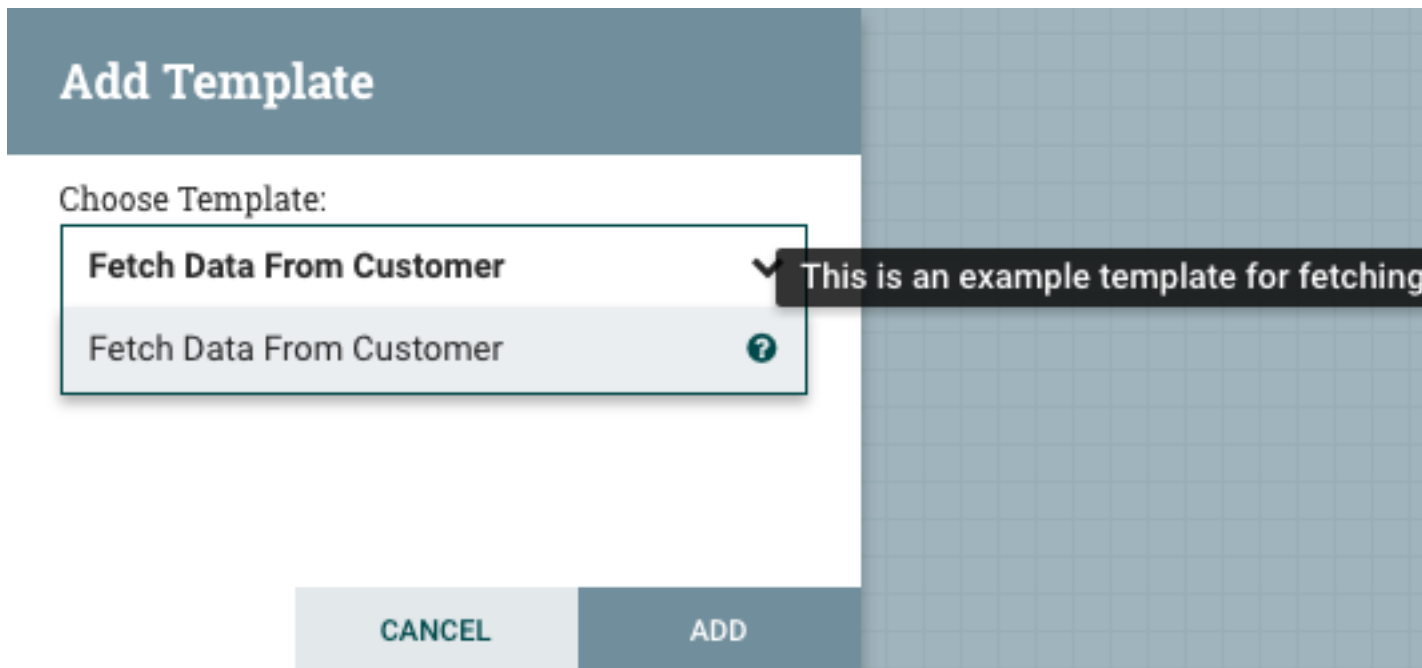 Add Template
Choose Template:
Fetch Data From Customer
This is an example template for fetching
Fetch Data From Customer
CANCEL
ADD